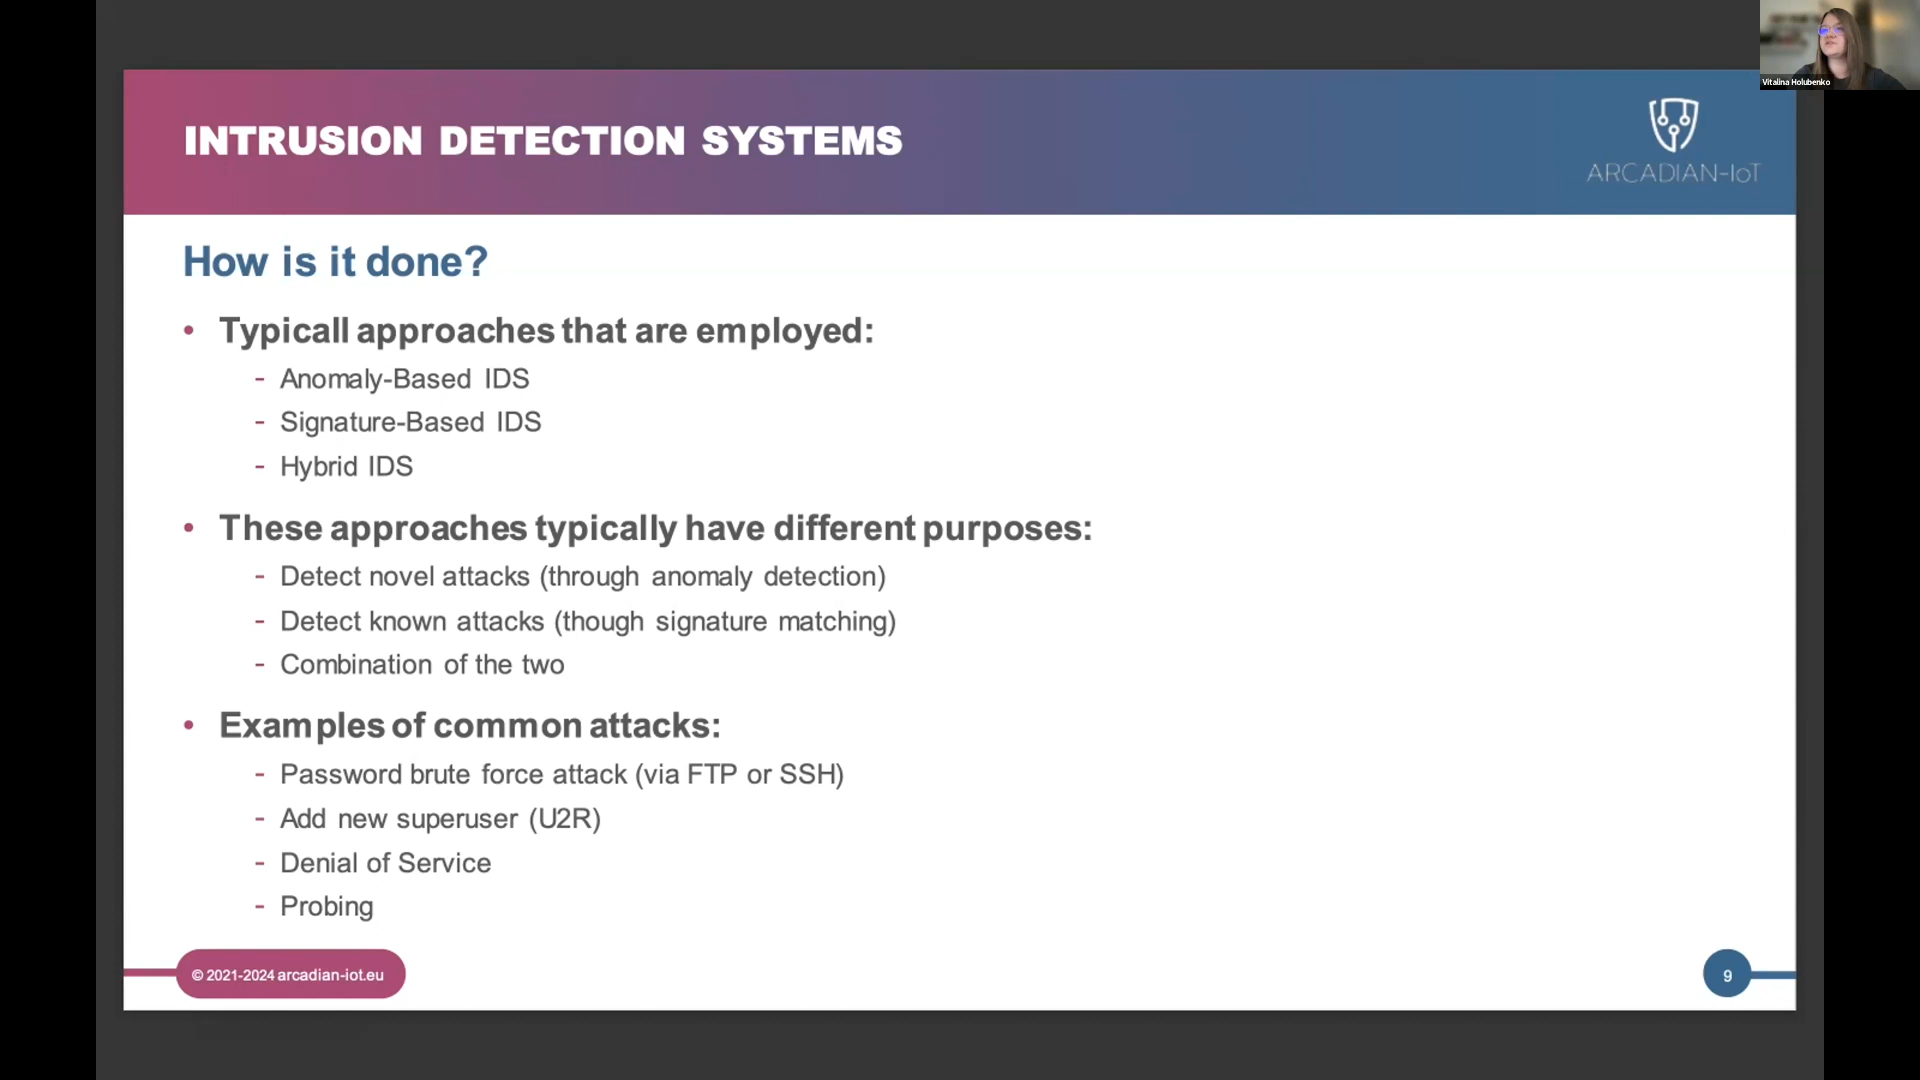 Vitalina Holubenko
INTRUSION DETECTION SYSTEMS
ARCADIAN-IoT
How is it done?
• Typicall approaches that are employed:
- Anomaly-Based IDS
- Signature-Based IDS
- Hybrid IDS
• These approaches typically have different purposes:
- Detect novel attacks (through anomaly detection)
- Detect known attacks (though signature matching)
- Combination of the two
• Examples of common attacks:
- Password brute force attack (via FTP or SSH)
- Add new superuser (U2R)
- Denial of Service
- Probing
© 2021-2024 arcadian-iot.eu
9